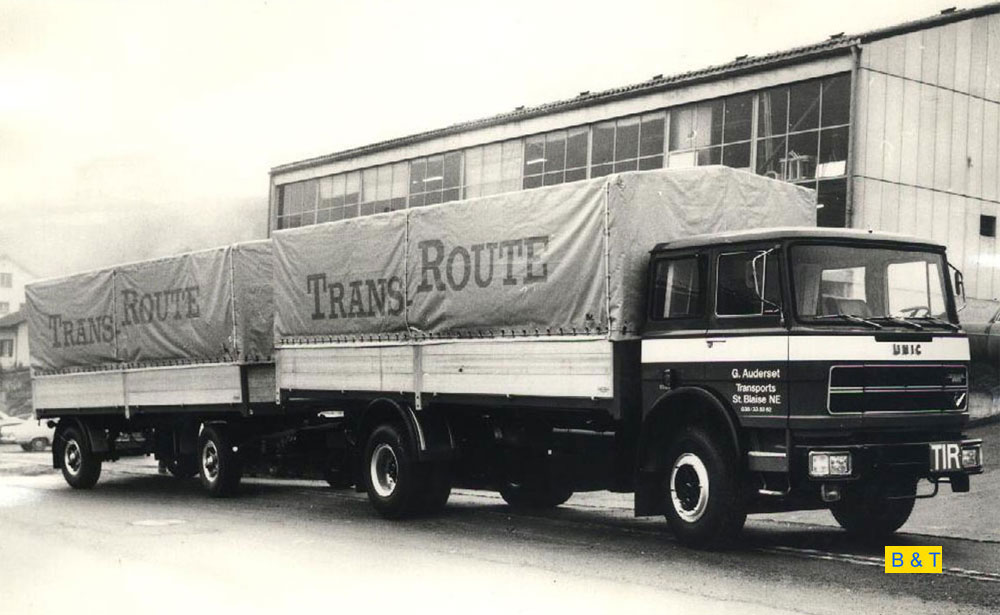 TRANS.ROUTE
TRANS.ROUTE
UNIC
G. Auderset
Transports
St. Blaise NE
TIR
B & T